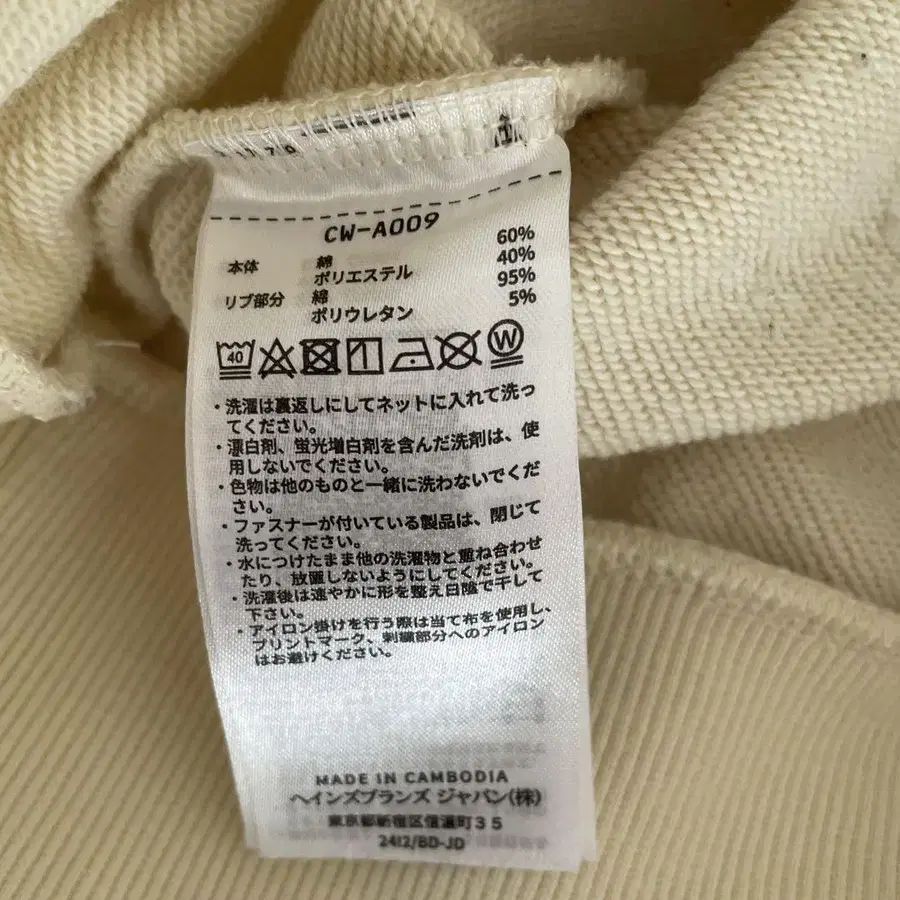 CW-A009
本体 綿 60%
ポリエステル 40%
リブ部分 綿 95%
ポリウレタン 5%
40 W
・洗濯は裏返しにしてネットに入れて洗っ
てください。
・漂白剤、蛍光増白剤を含んだ洗剤は、使
用しないでください。
・色物は他のものと一緒に洗わないでくだ
さい。
・ファスナーが付いている製品は、閉じて
洗ってください。
・水につけたまま他の洗濯物と重ね合わせ
たり、放置しないようにしてください。
・洗濯後は速やかに形を整え日陰で干して
下さい。
・アイロン掛けを行う際は当て布を使用し、
プリントマーク、刺繍部分へのアイロン
はお避けください。
MADE IN CAMBODIA
ヘインズブランズ ジャパン(株)
東京都新宿区信濃町35
2412/BD-JD